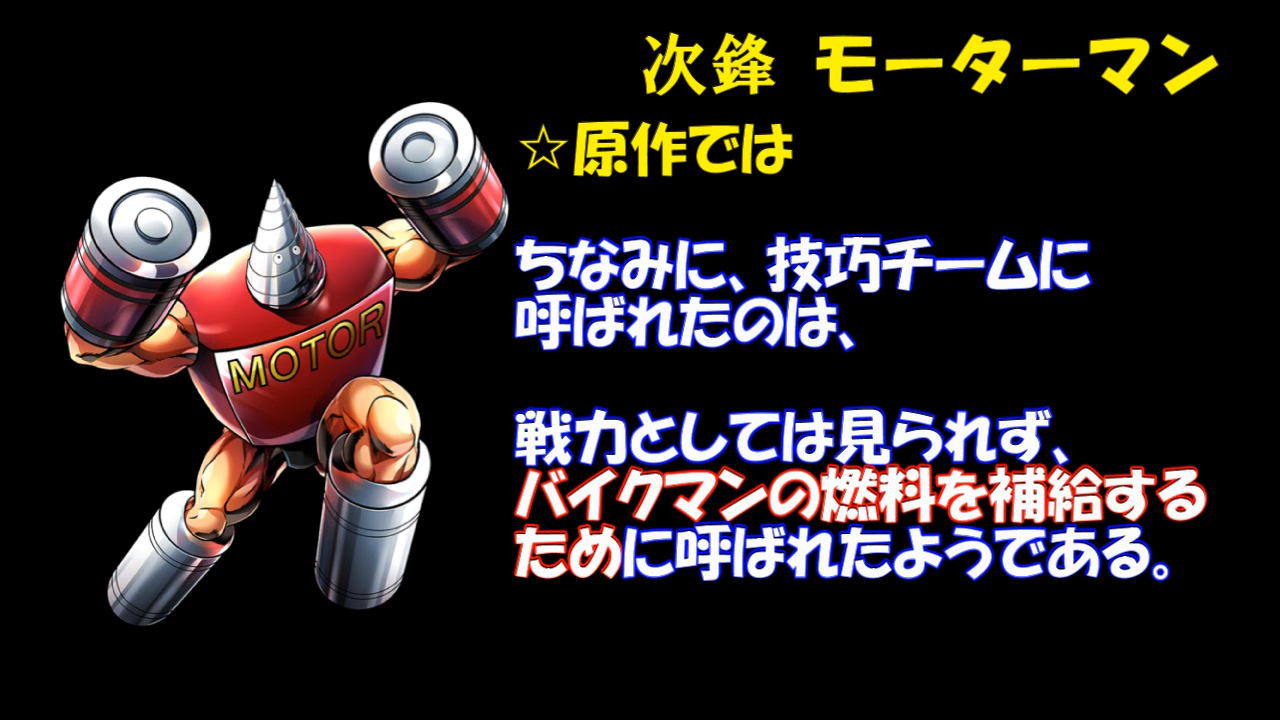 次鋒 モーターマン
☆原作では
ちなみに、技巧チームに
呼ばれたのは、
戦力としては見られず、
バイクマンの燃料を補給する
ために呼ばれたようである。
MOTOR